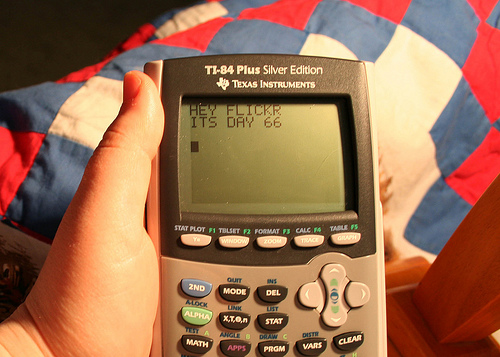 TI-84 Plus Silver Edition
TEXAS INSTRUMENTS
HEY FLICKR
ITS DAY 66
STAT PLOT F1 TBLSET F2 FORMAT F3 CALC F4 TABLE F5
Y= WINDOW ZOOM TRACE GRAPH
QUIT INS
2ND MODE DEL
A-LOCK LINK LIST
ALPHA X,T,θ,n STAT
TEST A ANGLE B DRAW C DISTR
MATH APPS PRGM VARS CLEAR